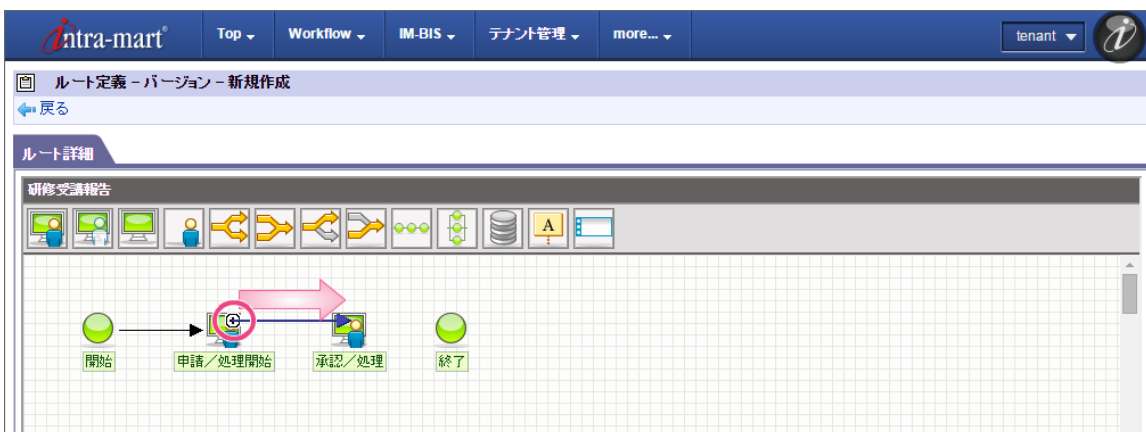 intra-mart® Top Workflow IM-BIS テナント管理 more... tenant
ルート定義 - バージョン - 新規作成
戻る
ルート詳細
研修受講報告
A
開始 申請／処理開始 承認／処理 終了